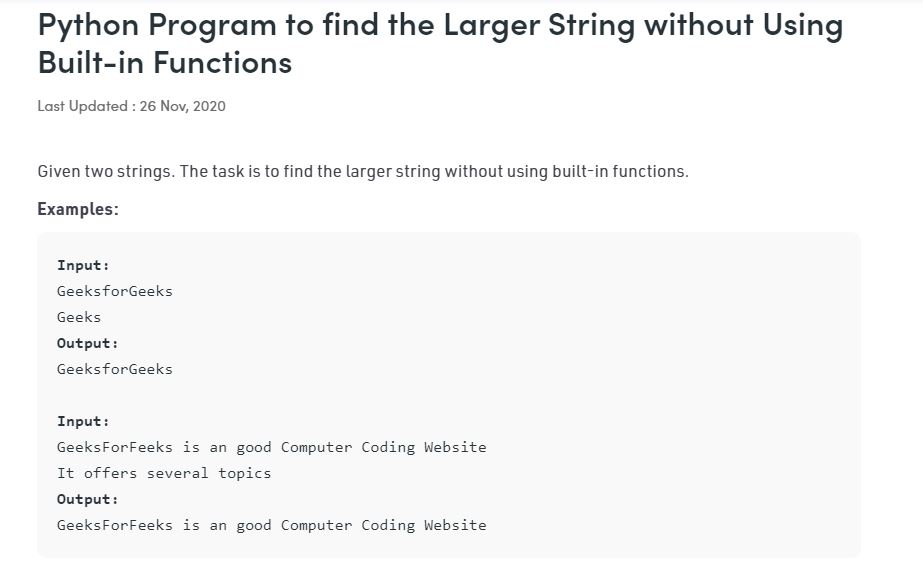 Python Program to find the Larger String without Using
Built-in Functions
Last Updated : 26 Nov, 2020
Given two strings. The task is to find the larger string without using built-in functions.
Examples:
Input:
GeeksforGeeks
Geeks
Output:
GeeksforGeeks
Input:
GeeksForFeeks is an good Computer Coding Website
It offers several topics
Output:
GeeksForFeeks is an good Computer Coding Website